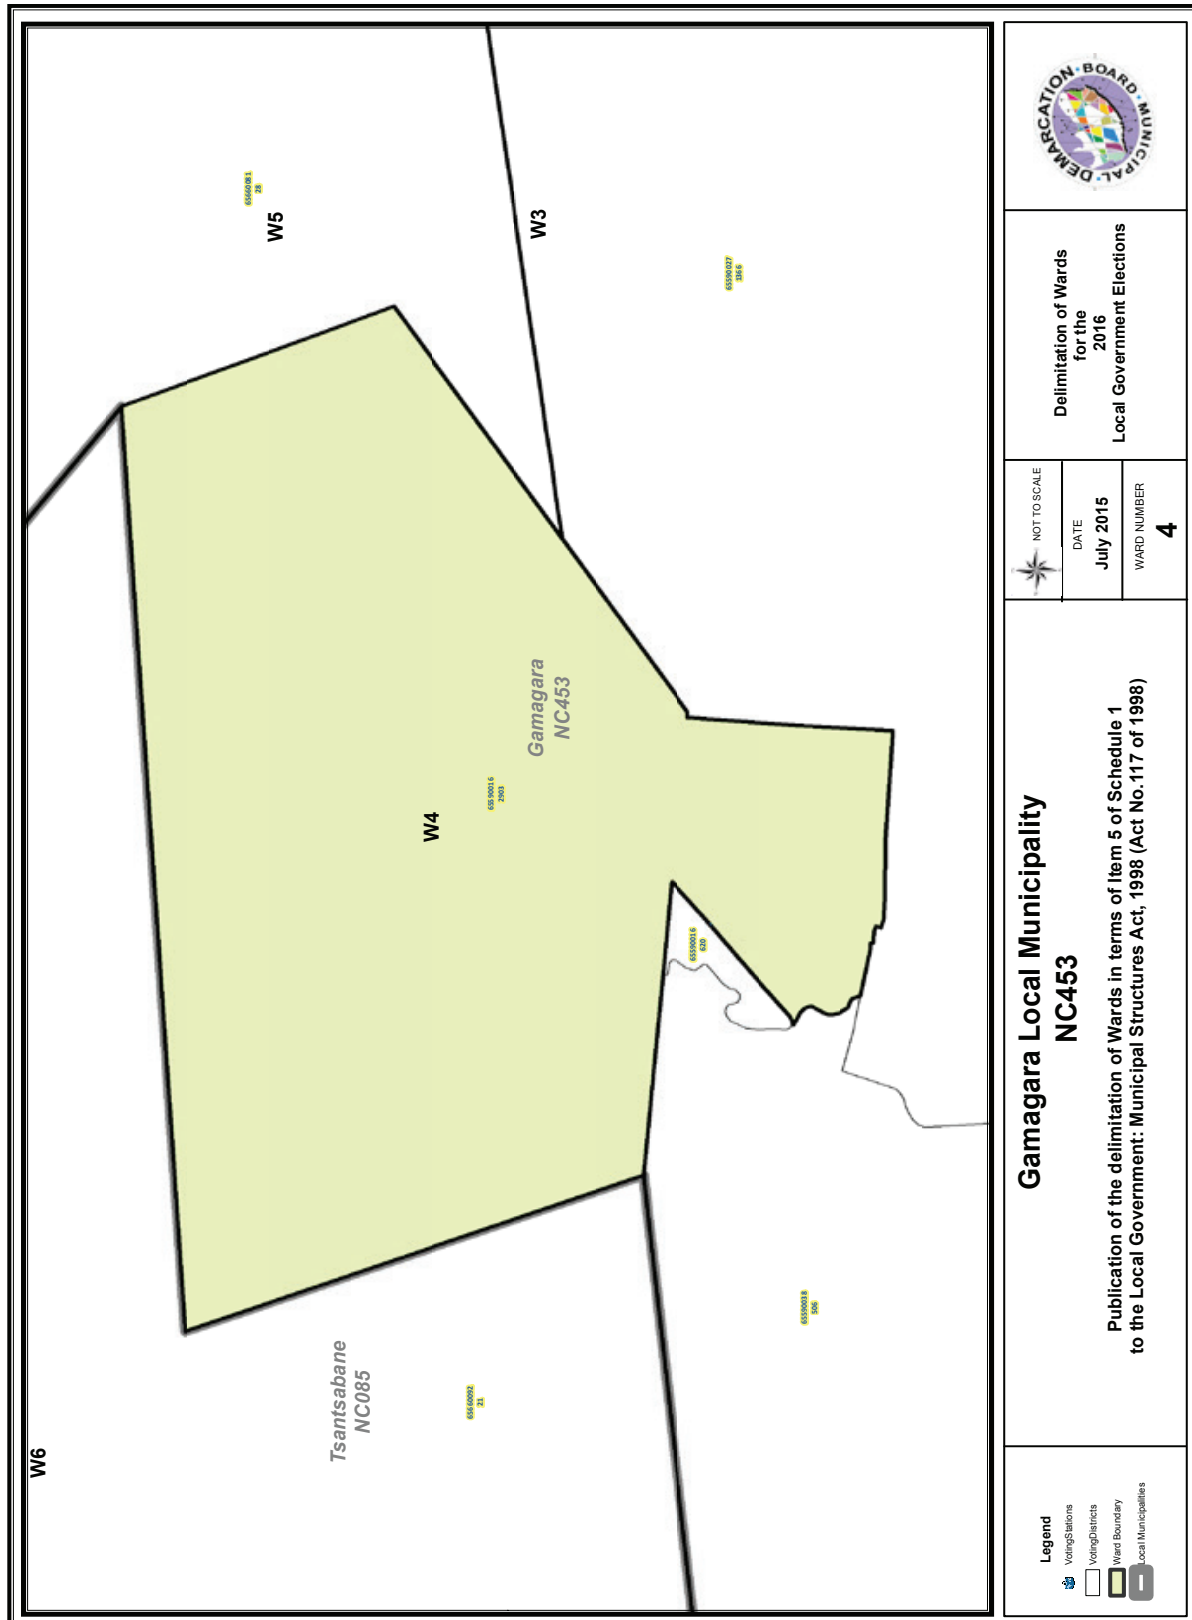 W6
Tsantsabane
NC085
65660092
21
65590038
506
W4
65590016
2903
65590016
620
Gamagara
NC453
W5
65660081
28
W3
65590027
1366
Legend
VotingStations
VotingDistricts
Ward Boundary
Local Municipalities
Gamagara Local Municipality
NC453
Publication of the delimitation of Wards in terms of Item 5 of Schedule 1
to the Local Government: Municipal Structures Act, 1998 (Act No.117 of 1998)
NOT TO SCALE
DATE
July 2015
WARD NUMBER
4
Delimitation of Wards
for the
2016
Local Government Elections
MUNICIPAL · DEMARCATION · BOARD